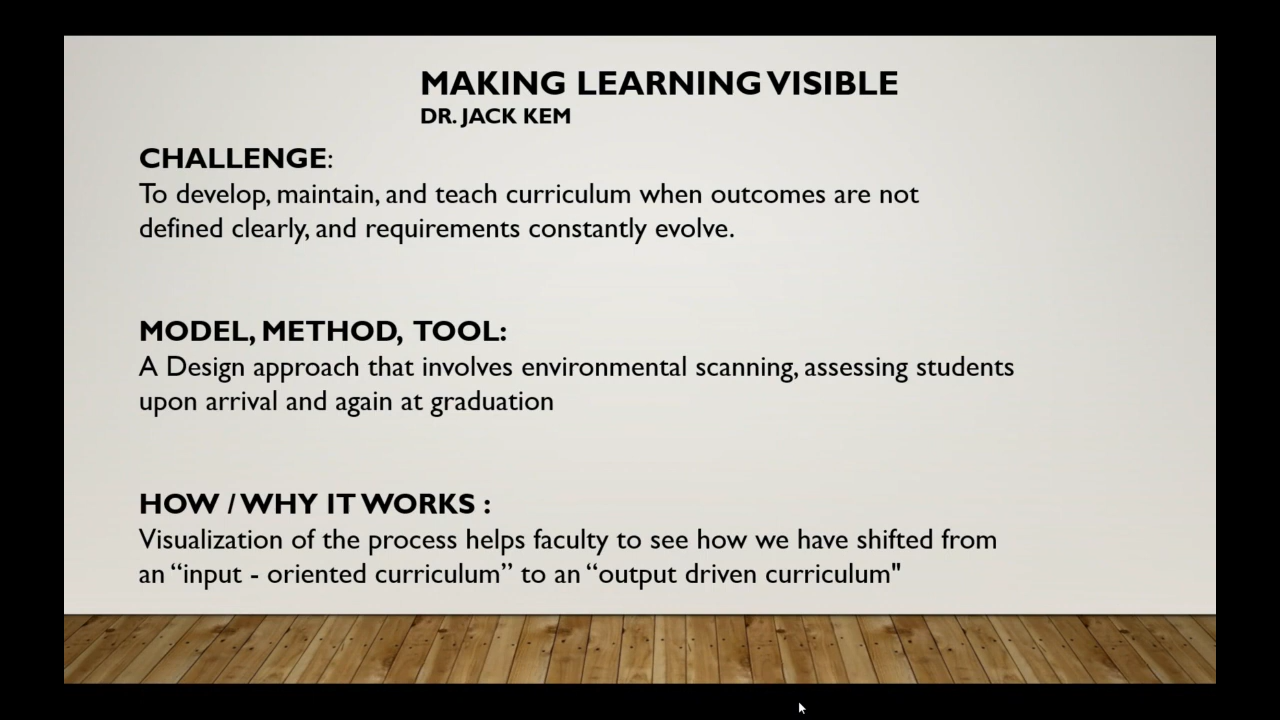 MAKING LEARNING VISIBLE
DR. JACK KEM
CHALLENGE:
To develop, maintain, and teach curriculum when outcomes are not
defined clearly, and requirements constantly evolve.
MODEL, METHOD, TOOL:
A Design approach that involves environmental scanning, assessing students
upon arrival and again at graduation
HOW / WHY IT WORKS :
Visualization of the process helps faculty to see how we have shifted from
an “input - oriented curriculum” to an “output driven curriculum"